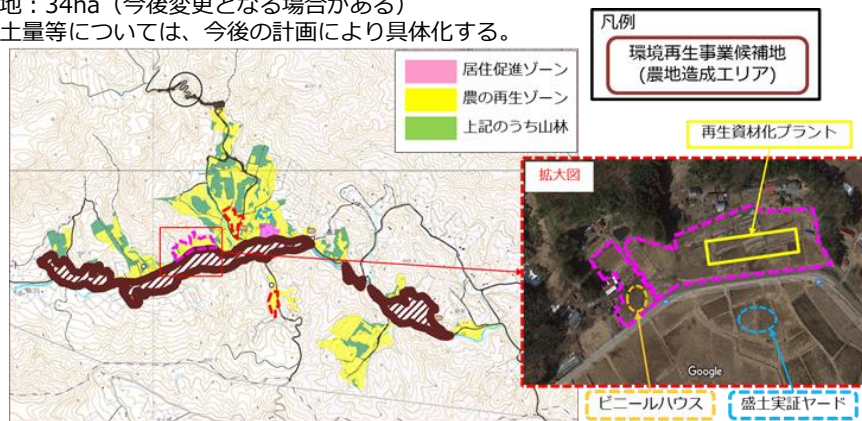 地:34ha(今後変更となる場合がある)
土量等については、今後の計画により具体化する。
凡例
環境再生事業候補地
(農地造成エリア)
居住促進ゾーン
農の再生ゾーン
上記のうち山林
再生資材化プラント
拡大図
Google
ビニールハウス
盛土実証ヤード